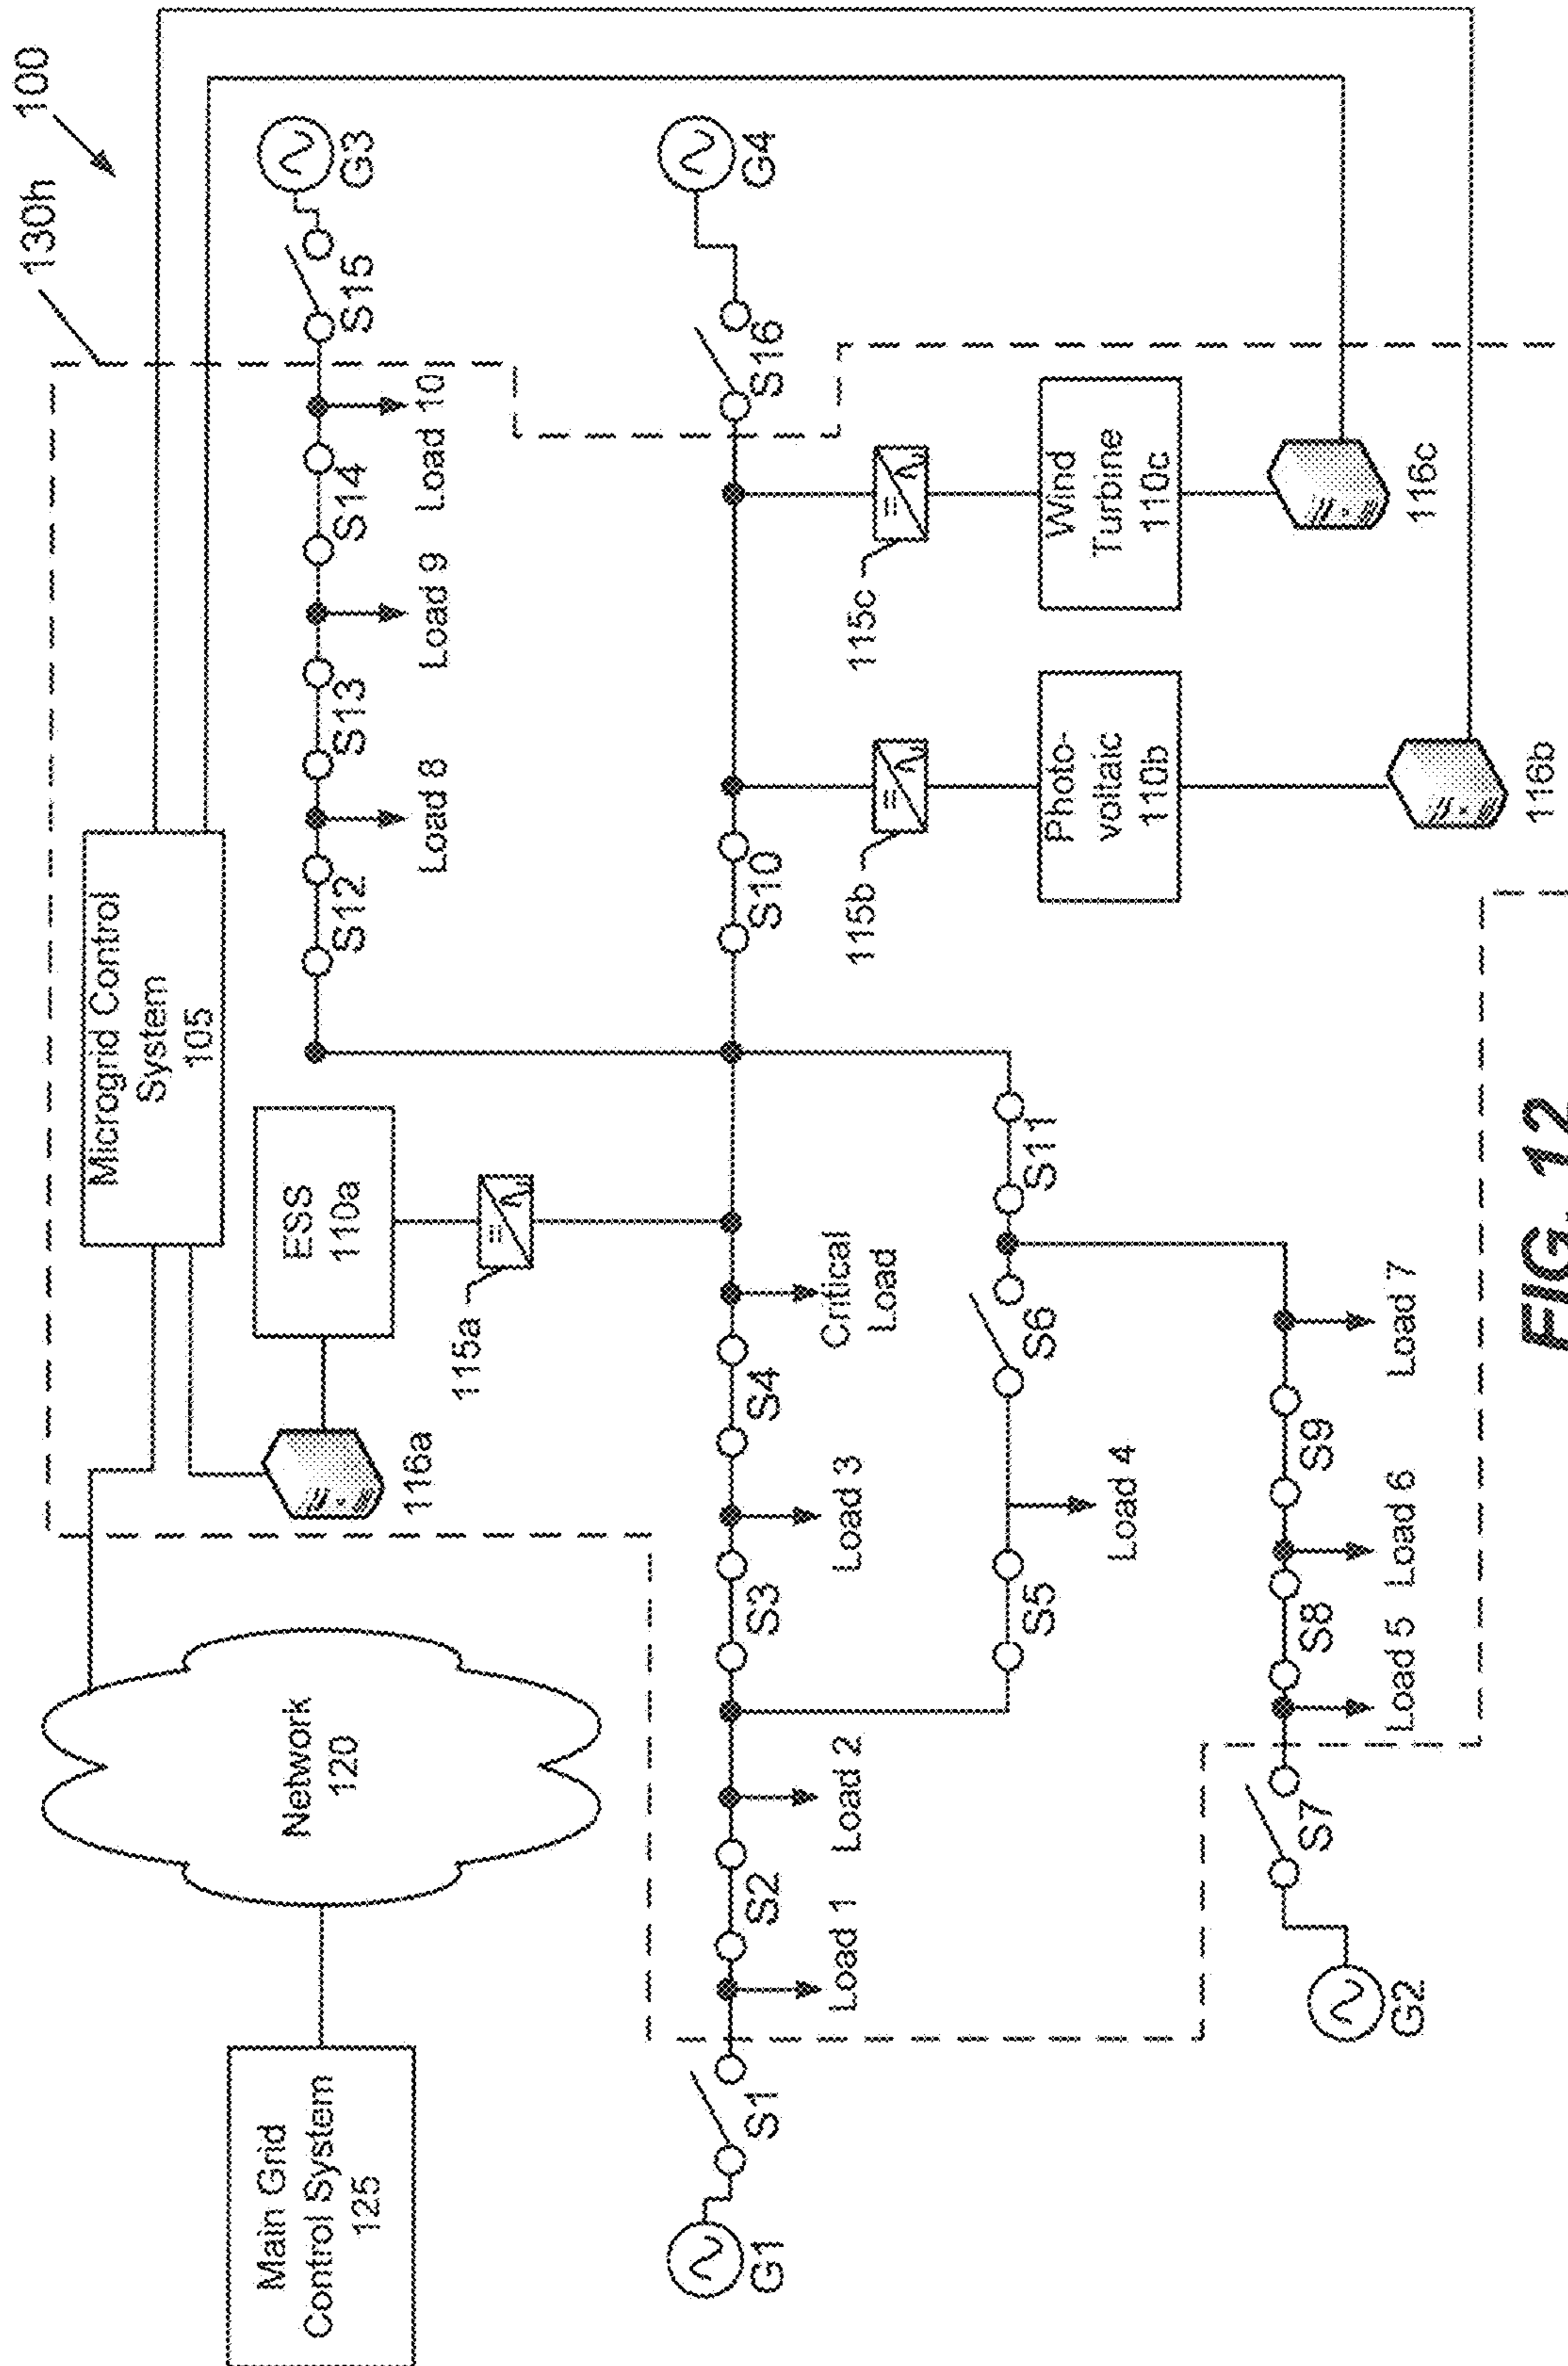 130h
100
Microgrid Control
System
105
Network
120
Main Grid
Control System
125
ESS
110a
116a
115a
S12
Load 8
S13
Load 9
S14
Load 10
S15
G3
G1
S1
Load 1
S2
Load 2
S3
Load 3
S4
Critical
Load
S10
S16
G4
115b
115c
Photo-
voltaic
110b
Wind
Turbine
110c
116b
116c
S5
Load 4
S6
S11
G2
S7
Load 5
S8
Load 6
S9
Load 7
FIG. 12